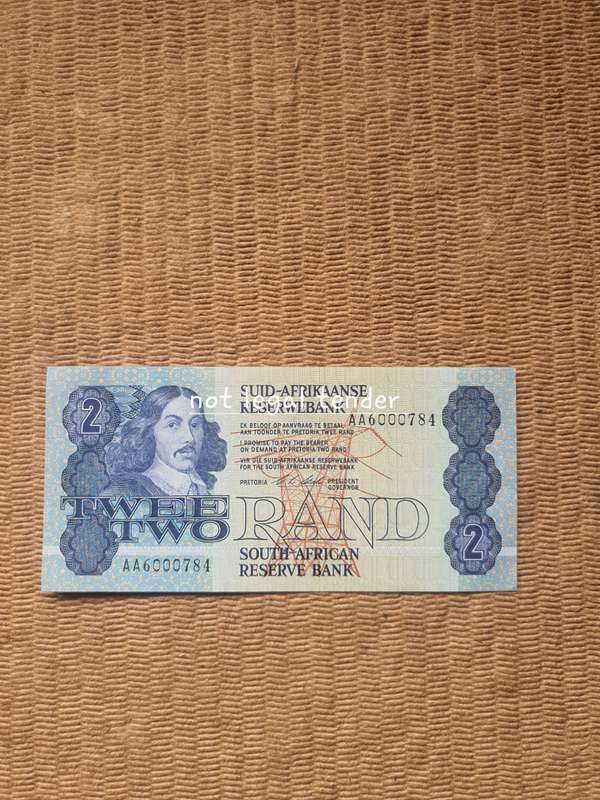 2
SUID-AFRIKAANSE
RESERWEBANK
not legal tender
AA6000784
EK BELOOF OP AANVRAAG TE BETAAL
AAN TOONDER TE PRETORIA TWEE RAND
I PROMISE TO PAY THE BEARER
ON DEMAND AT PRETORIA TWO RAND
VIR DIE SUID-AFRIKAANSE RESERWEBANK
FOR THE SOUTH AFRICAN RESERVE BANK
PRETORIA
PRESIDENT
GOVERNOR
TWEE
TWO RAND
2
AA6000784
SOUTH AFRICAN
RESERVE BANK